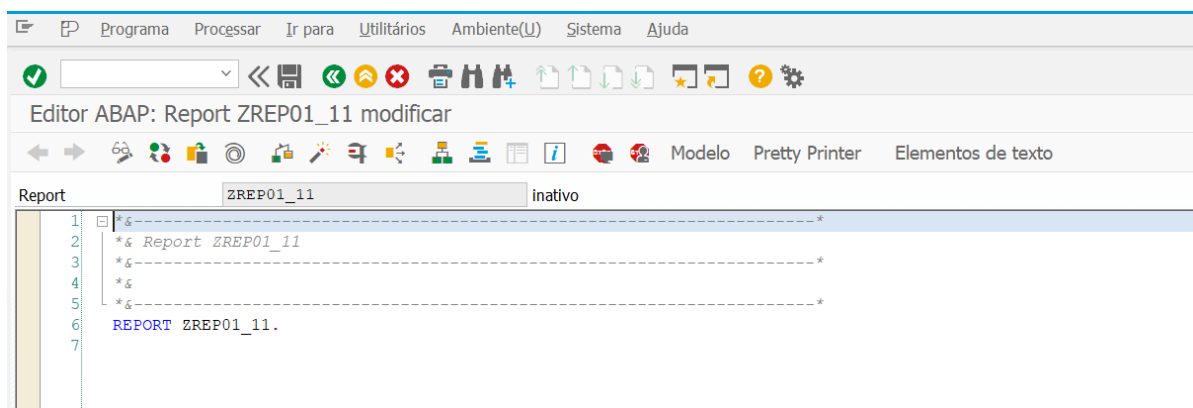 Programa Processar Ir para Utilitários Ambiente(U) Sistema Ajuda
Editor ABAP: Report ZREP01_11 modificar
Modelo Pretty Printer Elementos de texto
Report ZREP01_11 inativo
1 *&---------------------------------------------------------------------*
2 *& Report ZREP01_11
3 *&---------------------------------------------------------------------*
4 *&
5 *&---------------------------------------------------------------------*
6 REPORT ZREP01_11.
7